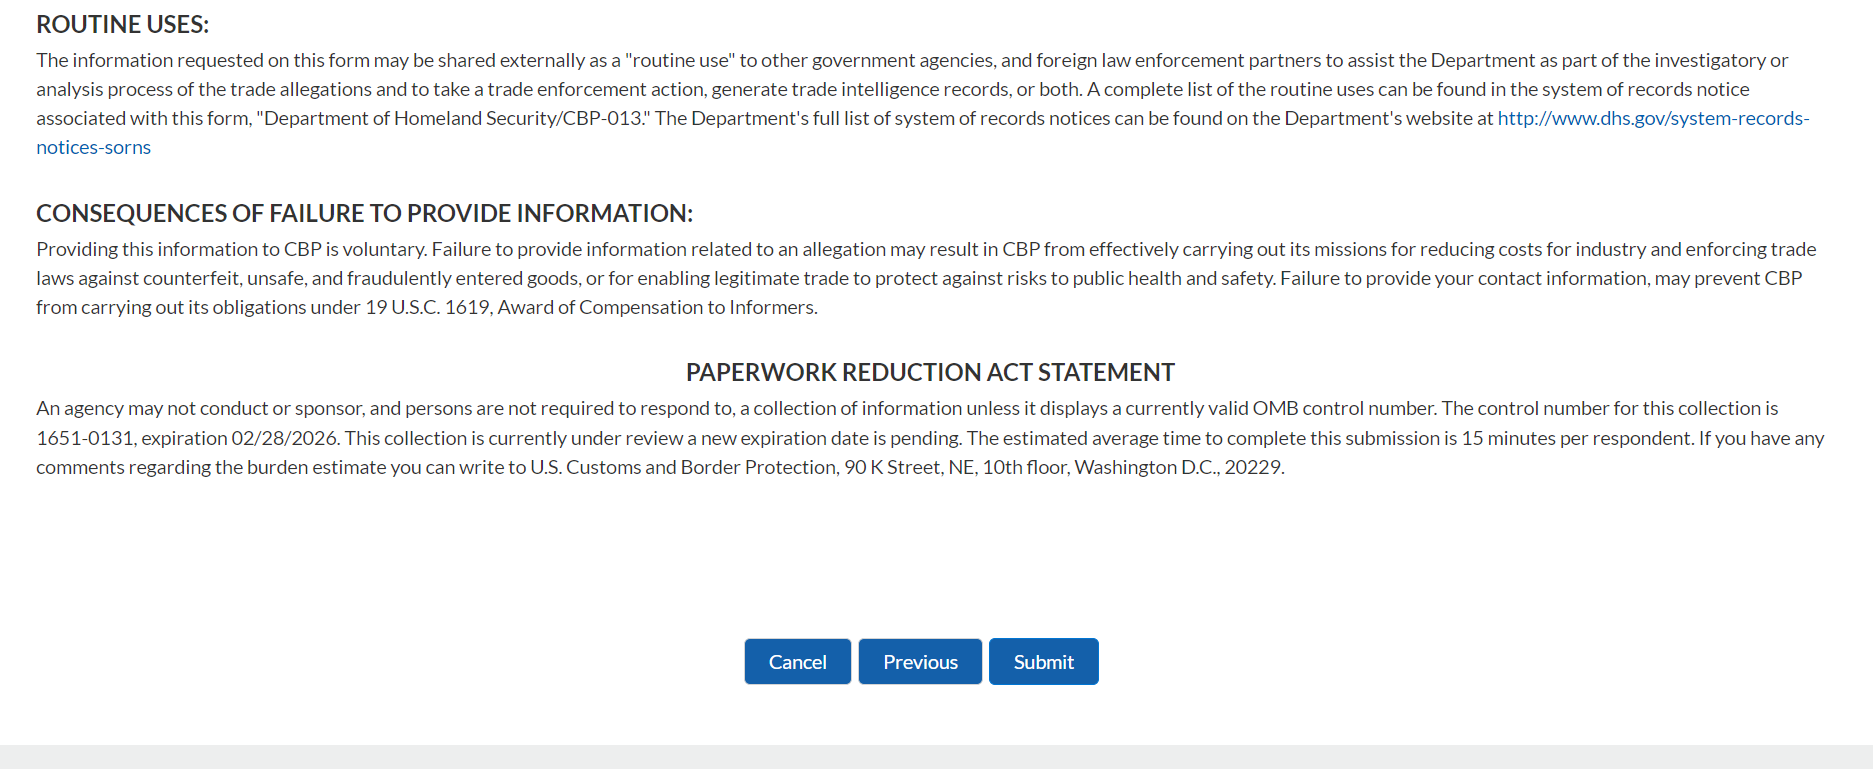 ROUTINE USES:
The information requested on this form may be shared externally as a "routine use" to other government agencies, and foreign law enforcement partners to assist the Department as part of the investigatory or
analysis process of the trade allegations and to take a trade enforcement action, generate trade intelligence records, or both. A complete list of the routine uses can be found in the system of records notice
associated with this form, "Department of Homeland Security/CBP-013." The Department's full list of system of records notices can be found on the Department's website at http://www.dhs.gov/system-records-
notices-sorns
CONSEQUENCES OF FAILURE TO PROVIDE INFORMATION:
Providing this information to CBP is voluntary. Failure to provide information related to an allegation may result in CBP from effectively carrying out its missions for reducing costs for industry and enforcing trade
laws against counterfeit, unsafe, and fraudulently entered goods, or for enabling legitimate trade to protect against risks to public health and safety. Failure to provide your contact information, may prevent CBP
from carrying out its obligations under 19 U.S.C. 1619, Award of Compensation to Informers.
PAPERWORK REDUCTION ACT STATEMENT
An agency may not conduct or sponsor, and persons are not required to respond to, a collection of information unless it displays a currently valid OMB control number. The control number for this collection is
1651-0131, expiration 02/28/2026. This collection is currently under review a new expiration date is pending. The estimated average time to complete this submission is 15 minutes per respondent. If you have any
comments regarding the burden estimate you can write to U.S. Customs and Border Protection, 90 K Street, NE, 10th floor, Washington D.C., 20229.
Cancel Previous Submit